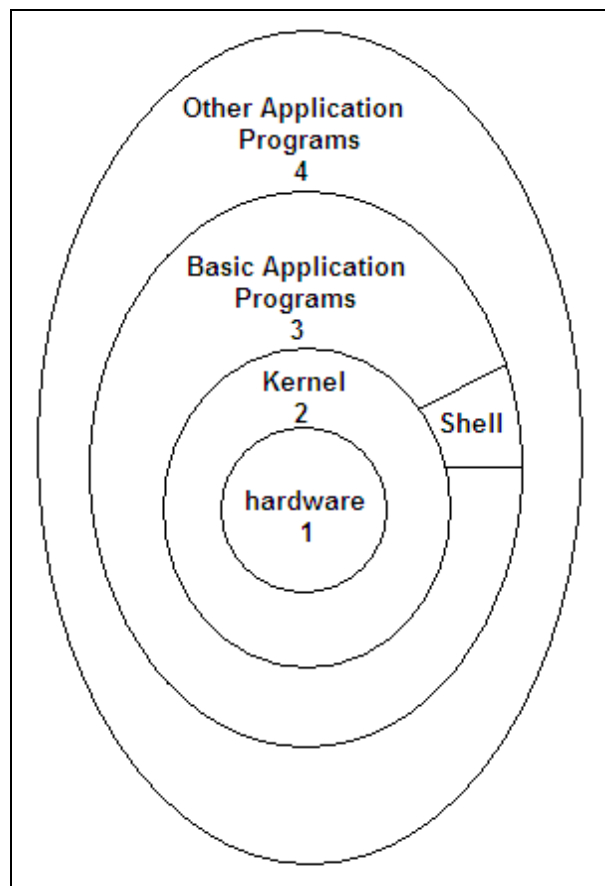 Other Application
Programs
4
Basic Application
Programs
3
Kernel
2
Shell
hardware
1